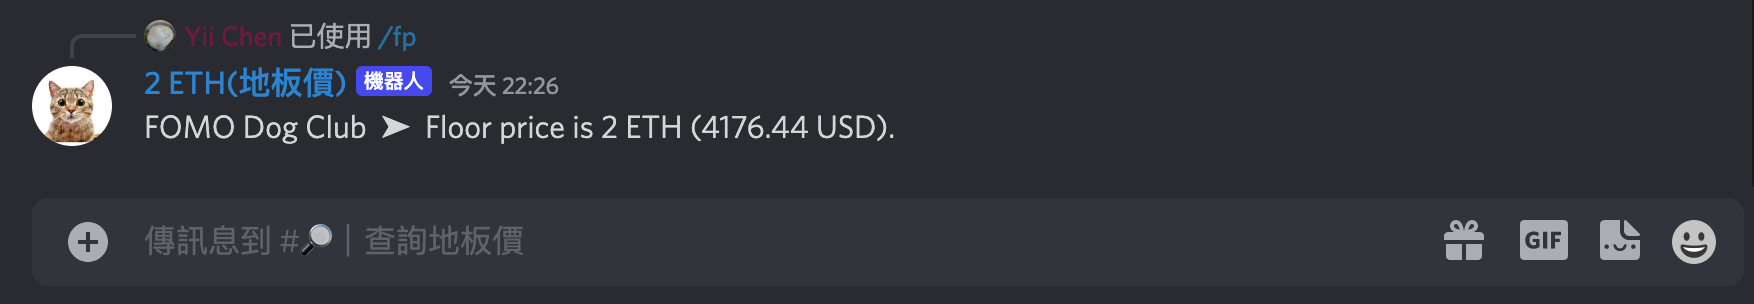 Yii Chen 已使用 /fp
2 ETH(地板價) 機器人 今天 22:26
FOMO Dog Club ➤ Floor price is 2 ETH (4176.44 USD).
傳訊息到 #🔎｜查詢地板價
GIF